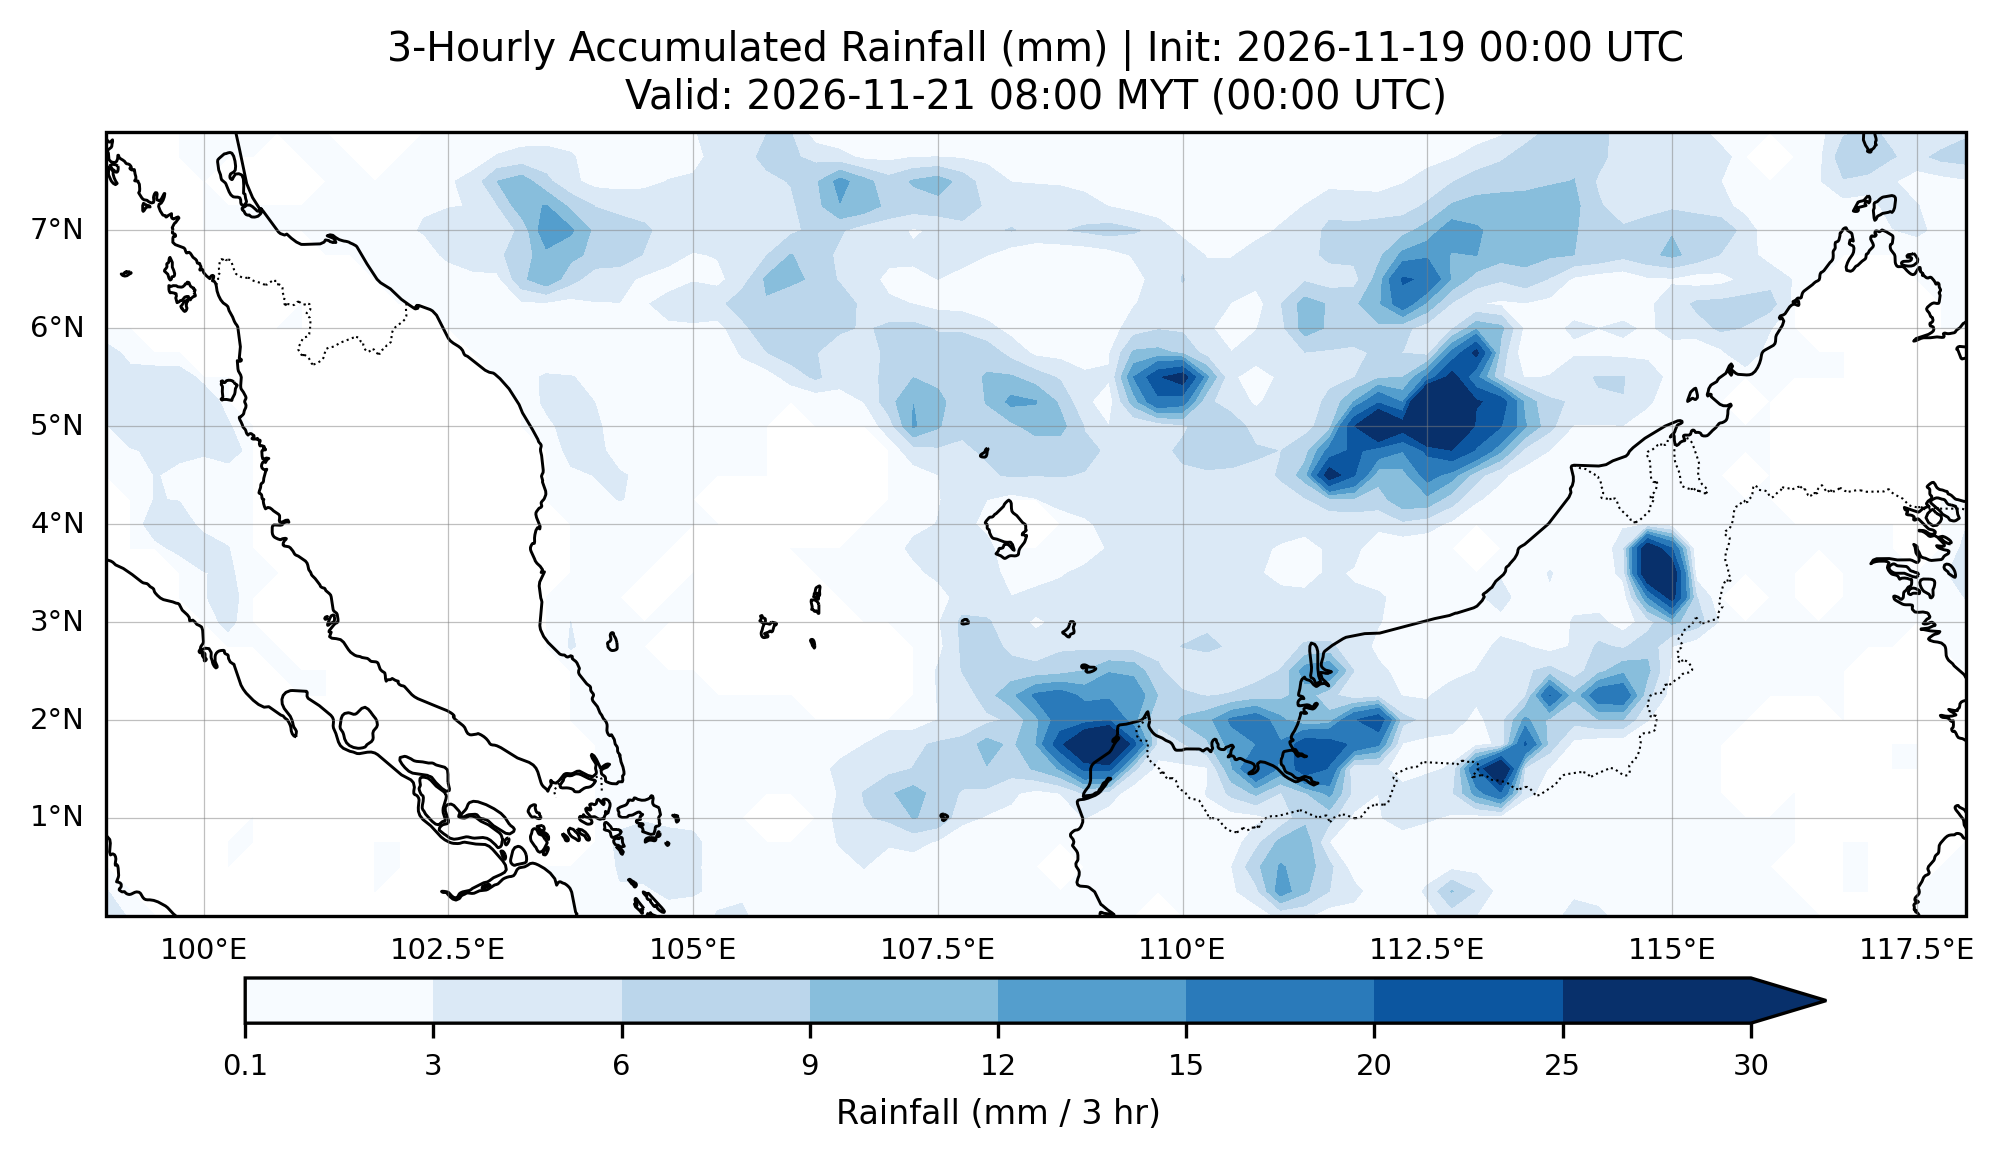 3-Hourly Accumulated Rainfall (mm) | Init: 2026-11-19 00:00 UTC
Valid: 2026-11-21 08:00 MYT (00:00 UTC)
7°N
6°N
5°N
4°N
3°N
2°N
1°N
100°E 102.5°E 105°E 107.5°E 110°E 112.5°E 115°E 117.5°E
0.1 3 6 9 12 15 20 25 30
Rainfall (mm / 3 hr)